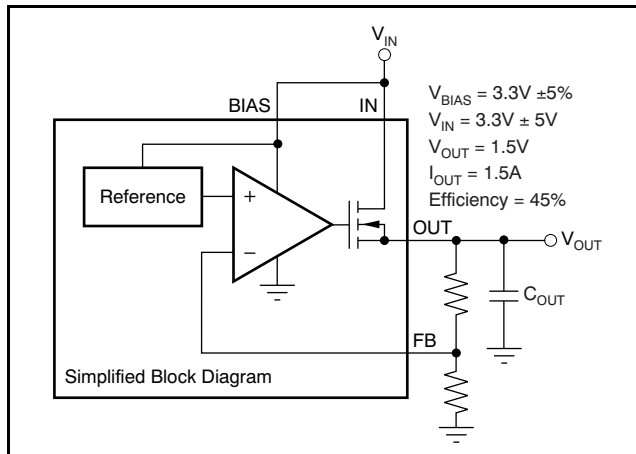 V_IN
BIAS
IN
V_BIAS = 3.3V ±5%
V_IN = 3.3V ± 5V
V_OUT = 1.5V
I_OUT = 1.5A
Efficiency = 45%
Reference
+
−
OUT
V_OUT
C_OUT
FB
Simplified Block Diagram